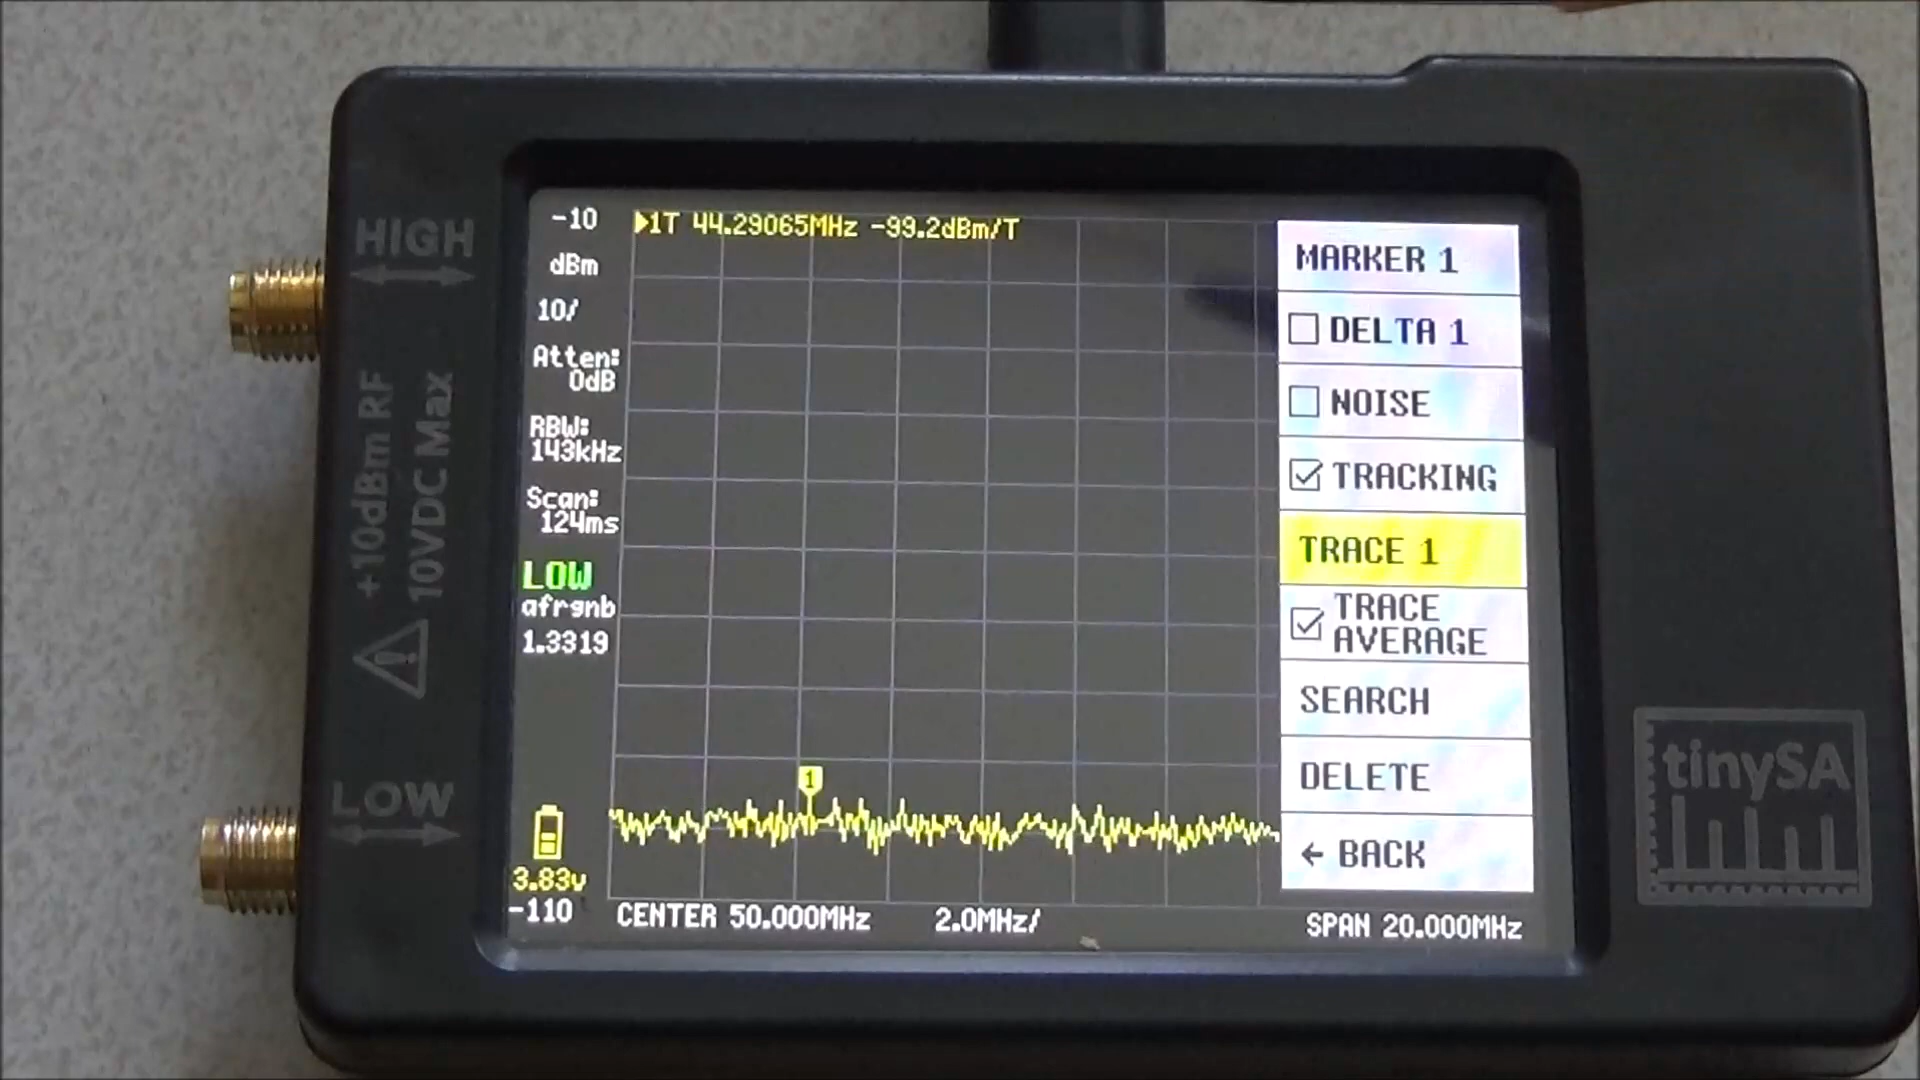 HIGH
+10dBm RF
10VDC Max
LOW
-10
dBm
10/
Atten:
0dB
RBW:
143kHz
Scan:
124ms
LOW
afrgnb
1.3319
3.83v
-110
1T 44.29065MHz -99.2dBm/T
1
CENTER 50.000MHz 2.0MHz/ SPAN 20.000MHz
MARKER 1
DELTA 1
NOISE
TRACKING
TRACE 1
TRACE
AVERAGE
SEARCH
DELETE
← BACK
tinySA